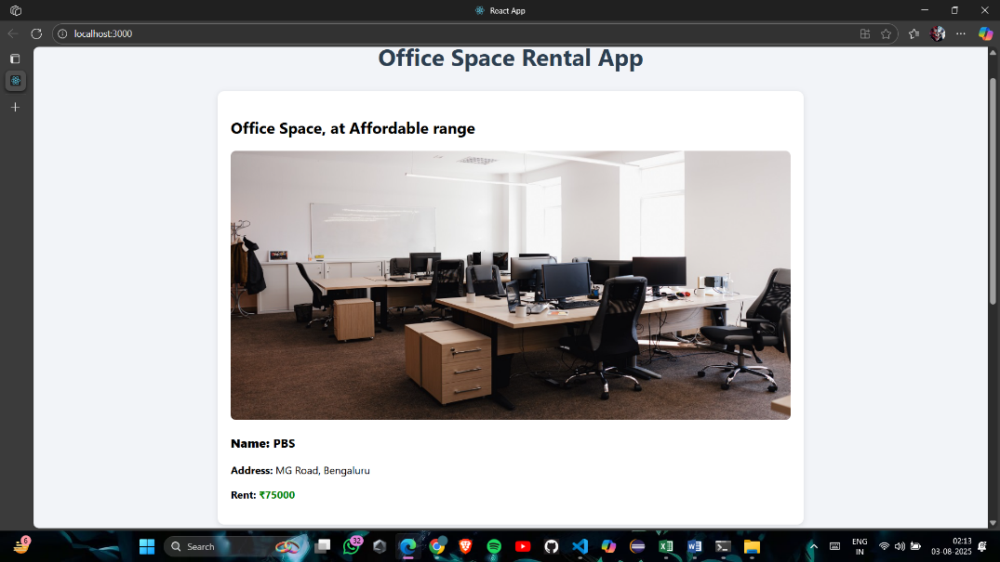 React App
localhost:3000
Office Space Rental App
Office Space, at Affordable range
Name: PBS
Address: MG Road, Bengaluru
Rent: ₹75000
6
Search
32
ENG
IN
02:13
03-08-2025